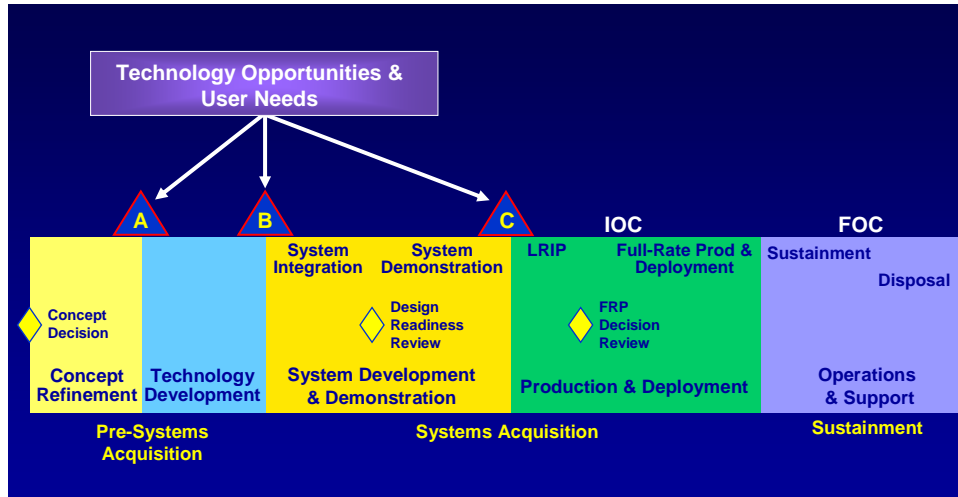 Technology Opportunities &
User Needs
A
B
C
IOC
FOC
System
Integration
System
Demonstration
LRIP
Full-Rate Prod &
Deployment
Sustainment
Disposal
Concept
Decision
Design
Readiness
Review
FRP
Decision
Review
Concept
Refinement
Technology
Development
System Development
& Demonstration
Production & Deployment
Operations
& Support
Pre-Systems
Acquisition
Systems Acquisition
Sustainment